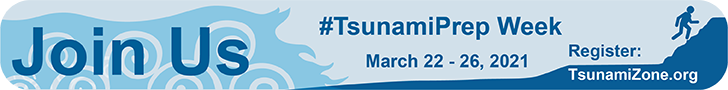 Join Us
#TsunamiPrep Week
March 22 - 26, 2021
Register:
TsunamiZone.org